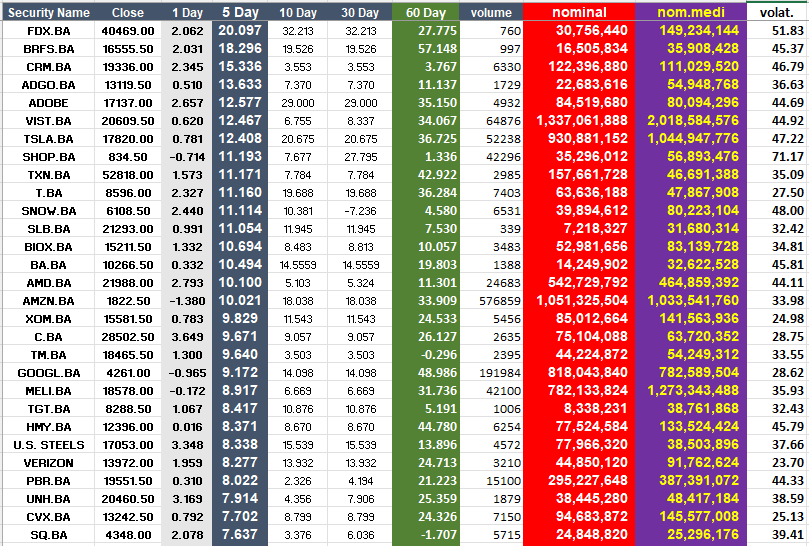 Security Name Close 1 Day 5 Day 10 Day 30 Day 60 Day volume nominal nom.medi volat.
FDX.BA 40469.00 2.062 20.097 32.213 32.213 27.775 760 30,756,440 149,234,144 51.83
BRFS.BA 16555.50 2.031 18.296 19.526 19.526 57.148 997 16,505,834 35,908,428 45.37
CRM.BA 19336.00 2.345 15.336 3.553 3.553 3.767 6330 122,396,880 111,029,520 46.79
ADGO.BA 13119.50 0.510 13.633 7.370 7.370 11.137 1729 22,683,616 54,948,768 36.63
ADOBE 17137.00 2.657 12.577 29.000 29.000 35.150 4932 84,519,680 80,094,296 44.69
VIST.BA 20609.50 0.620 12.467 6.755 8.337 34.067 64876 1,337,061,888 2,018,584,576 44.92
TSLA.BA 17820.00 0.781 12.408 20.675 20.675 36.725 52238 930,881,152 1,044,947,776 47.22
SHOP.BA 834.50 -0.714 11.193 7.677 27.795 1.336 42296 35,296,012 56,893,476 71.17
TXN.BA 52818.00 1.573 11.171 7.784 7.784 42.922 2985 157,661,728 46,691,388 35.09
T.BA 8596.00 2.327 11.160 19.688 19.688 36.284 7403 63,636,188 47,867,908 27.50
SNOW.BA 6108.50 2.440 11.114 10.381 -7.236 4.580 6531 39,894,612 80,223,104 48.00
SLB.BA 21293.00 0.991 11.054 11.945 11.945 7.530 339 7,218,327 31,680,314 32.42
BIOX.BA 15211.50 1.332 10.694 8.483 8.813 10.057 3483 52,981,656 83,139,728 34.81
BA.BA 10266.50 0.332 10.494 14.5559 14.5559 19.803 1388 14,249,902 32,622,528 45.81
AMD.BA 21988.00 2.793 10.100 5.103 5.324 11.301 24683 542,729,792 464,859,392 44.11
AMZN.BA 1822.50 -1.380 10.021 18.038 18.038 33.909 576859 1,051,325,504 1,033,541,760 33.98
XOM.BA 15581.50 0.783 9.829 11.543 11.543 24.533 5456 85,012,664 141,563,936 24.98
C.BA 28502.50 3.649 9.671 9.057 9.057 26.127 2635 75,104,088 63,720,352 28.75
TM.BA 18465.50 1.300 9.640 3.503 3.503 -0.296 2395 44,224,872 54,249,312 33.55
GOOGL.BA 4261.00 -0.965 9.172 14.098 14.098 48.986 191984 818,043,840 782,589,504 28.62
MELI.BA 18578.00 -0.172 8.917 6.669 6.669 31.736 42100 782,133,824 1,273,343,488 35.93
TGT.BA 8288.50 1.067 8.417 10.876 10.876 5.191 1006 8,338,231 38,761,868 32.43
HMY.BA 12396.00 0.016 8.371 8.670 8.670 44.780 6254 77,524,584 133,524,424 45.79
U.S. STEELS 17053.00 3.348 8.338 15.539 15.539 13.896 4572 77,966,320 38,503,896 37.66
VERIZON 13972.00 1.959 8.277 13.932 13.932 24.713 3210 44,850,120 91,762,624 23.70
PBR.BA 19551.50 0.310 8.022 2.326 4.194 21.223 15100 295,227,648 387,391,072 44.33
UNH.BA 20460.50 3.169 7.914 4.356 7.906 25.359 1879 38,445,280 48,417,184 38.59
CVX.BA 13242.50 0.792 7.702 8.799 8.799 24.326 7150 94,683,872 145,577,008 25.13
SQ.BA 4348.00 2.078 7.637 3.376 6.036 -1.707 5715 24,848,820 25,296,176 39.41